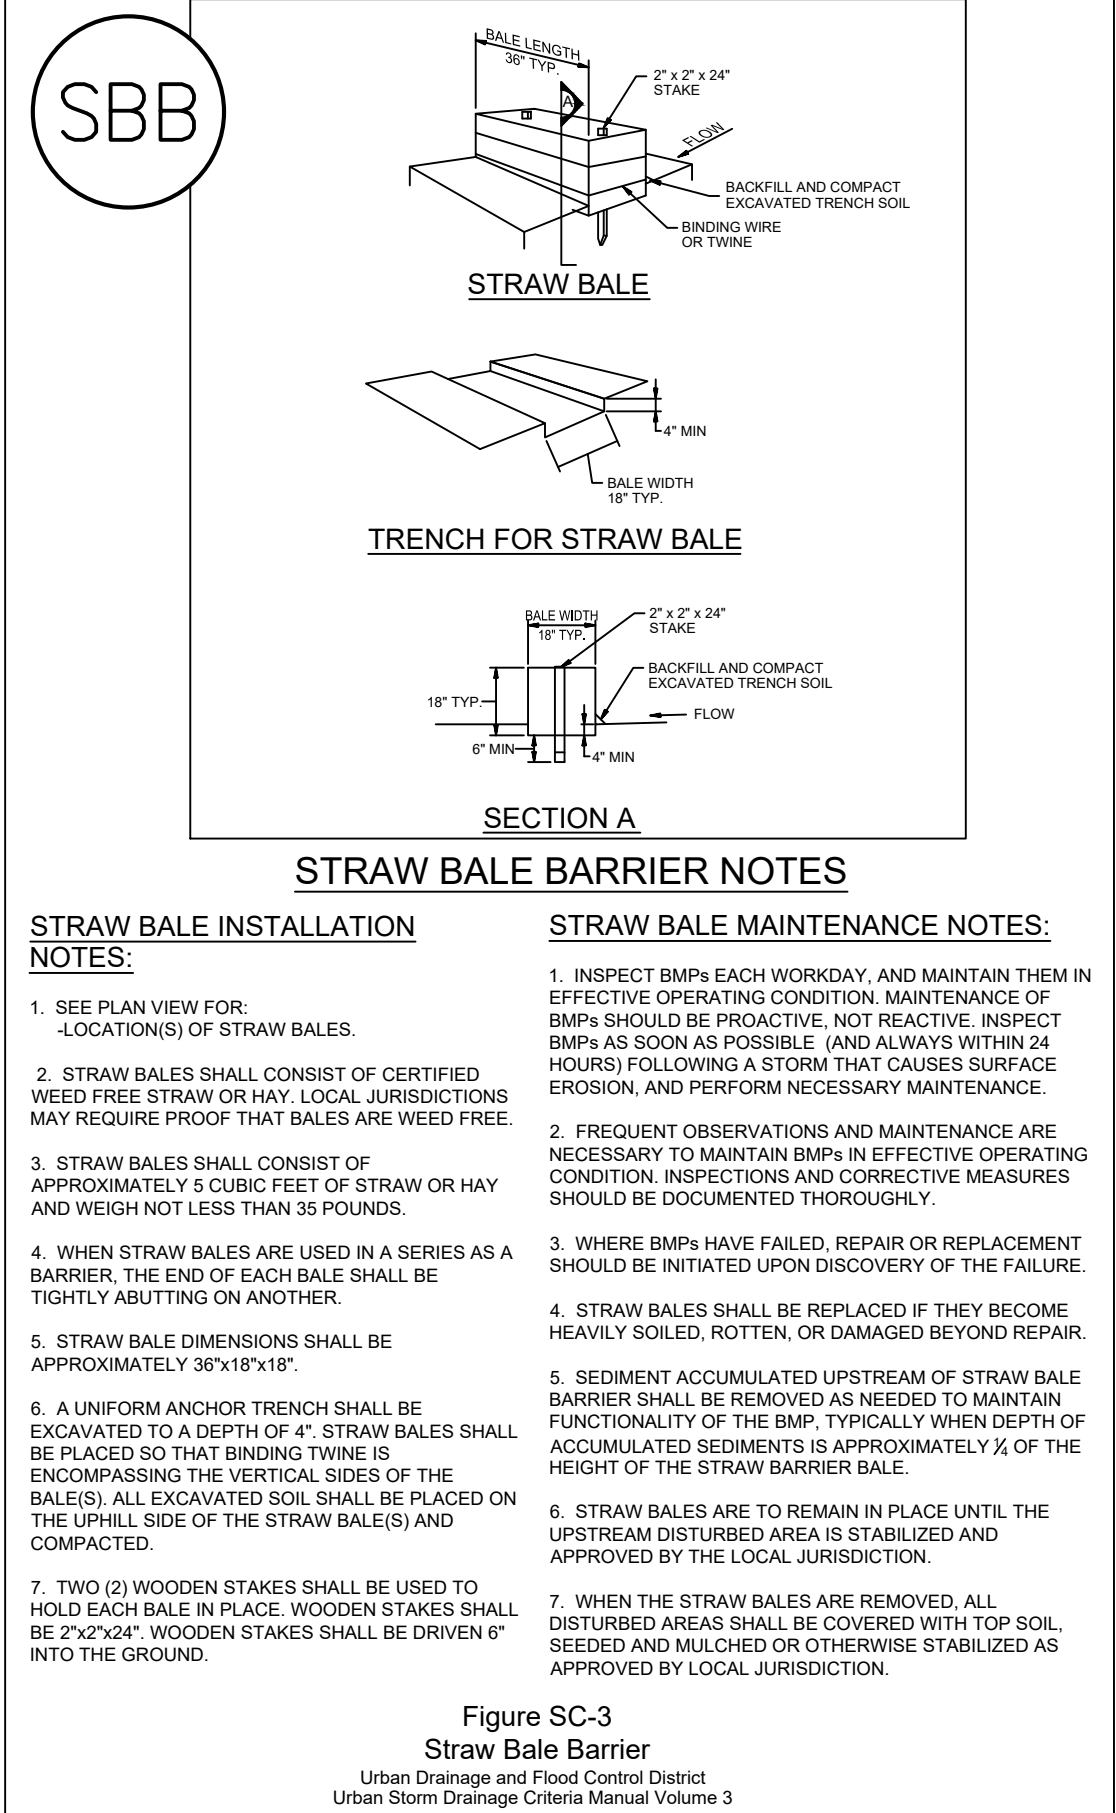 SBB
BALE LENGTH
36" TYP.
A
2" x 2" x 24"
STAKE
FLOW
BACKFILL AND COMPACT
EXCAVATED TRENCH SOIL
BINDING WIRE
OR TWINE
STRAW BALE
4" MIN
BALE WIDTH
18" TYP.
TRENCH FOR STRAW BALE
BALE WIDTH
18" TYP.
2" x 2" x 24"
STAKE
BACKFILL AND COMPACT
EXCAVATED TRENCH SOIL
18" TYP.
FLOW
6" MIN
4" MIN
SECTION A
STRAW BALE BARRIER NOTES
STRAW BALE INSTALLATION
NOTES:
1. SEE PLAN VIEW FOR:
-LOCATION(S) OF STRAW BALES.
2. STRAW BALES SHALL CONSIST OF CERTIFIED
WEED FREE STRAW OR HAY. LOCAL JURISDICTIONS
MAY REQUIRE PROOF THAT BALES ARE WEED FREE.
3. STRAW BALES SHALL CONSIST OF
APPROXIMATELY 5 CUBIC FEET OF STRAW OR HAY
AND WEIGH NOT LESS THAN 35 POUNDS.
4. WHEN STRAW BALES ARE USED IN A SERIES AS A
BARRIER, THE END OF EACH BALE SHALL BE
TIGHTLY ABUTTING ON ANOTHER.
5. STRAW BALE DIMENSIONS SHALL BE
APPROXIMATELY 36"x18"x18".
6. A UNIFORM ANCHOR TRENCH SHALL BE
EXCAVATED TO A DEPTH OF 4". STRAW BALES SHALL
BE PLACED SO THAT BINDING TWINE IS
ENCOMPASSING THE VERTICAL SIDES OF THE
BALE(S). ALL EXCAVATED SOIL SHALL BE PLACED ON
THE UPHILL SIDE OF THE STRAW BALE(S) AND
COMPACTED.
7. TWO (2) WOODEN STAKES SHALL BE USED TO
HOLD EACH BALE IN PLACE. WOODEN STAKES SHALL
BE 2"x2"x24". WOODEN STAKES SHALL BE DRIVEN 6"
INTO THE GROUND.
STRAW BALE MAINTENANCE NOTES:
1. INSPECT BMPs EACH WORKDAY, AND MAINTAIN THEM IN
EFFECTIVE OPERATING CONDITION. MAINTENANCE OF
BMPs SHOULD BE PROACTIVE, NOT REACTIVE. INSPECT
BMPs AS SOON AS POSSIBLE (AND ALWAYS WITHIN 24
HOURS) FOLLOWING A STORM THAT CAUSES SURFACE
EROSION, AND PERFORM NECESSARY MAINTENANCE.
2. FREQUENT OBSERVATIONS AND MAINTENANCE ARE
NECESSARY TO MAINTAIN BMPs IN EFFECTIVE OPERATING
CONDITION. INSPECTIONS AND CORRECTIVE MEASURES
SHOULD BE DOCUMENTED THOROUGHLY.
3. WHERE BMPs HAVE FAILED, REPAIR OR REPLACEMENT
SHOULD BE INITIATED UPON DISCOVERY OF THE FAILURE.
4. STRAW BALES SHALL BE REPLACED IF THEY BECOME
HEAVILY SOILED, ROTTEN, OR DAMAGED BEYOND REPAIR.
5. SEDIMENT ACCUMULATED UPSTREAM OF STRAW BALE
BARRIER SHALL BE REMOVED AS NEEDED TO MAINTAIN
FUNCTIONALITY OF THE BMP, TYPICALLY WHEN DEPTH OF
ACCUMULATED SEDIMENTS IS APPROXIMATELY ¼ OF THE
HEIGHT OF THE STRAW BARRIER BALE.
6. STRAW BALES ARE TO REMAIN IN PLACE UNTIL THE
UPSTREAM DISTURBED AREA IS STABILIZED AND
APPROVED BY THE LOCAL JURISDICTION.
7. WHEN THE STRAW BALES ARE REMOVED, ALL
DISTURBED AREAS SHALL BE COVERED WITH TOP SOIL,
SEEDED AND MULCHED OR OTHERWISE STABILIZED AS
APPROVED BY LOCAL JURISDICTION.
Figure SC-3
Straw Bale Barrier
Urban Drainage and Flood Control District
Urban Storm Drainage Criteria Manual Volume 3